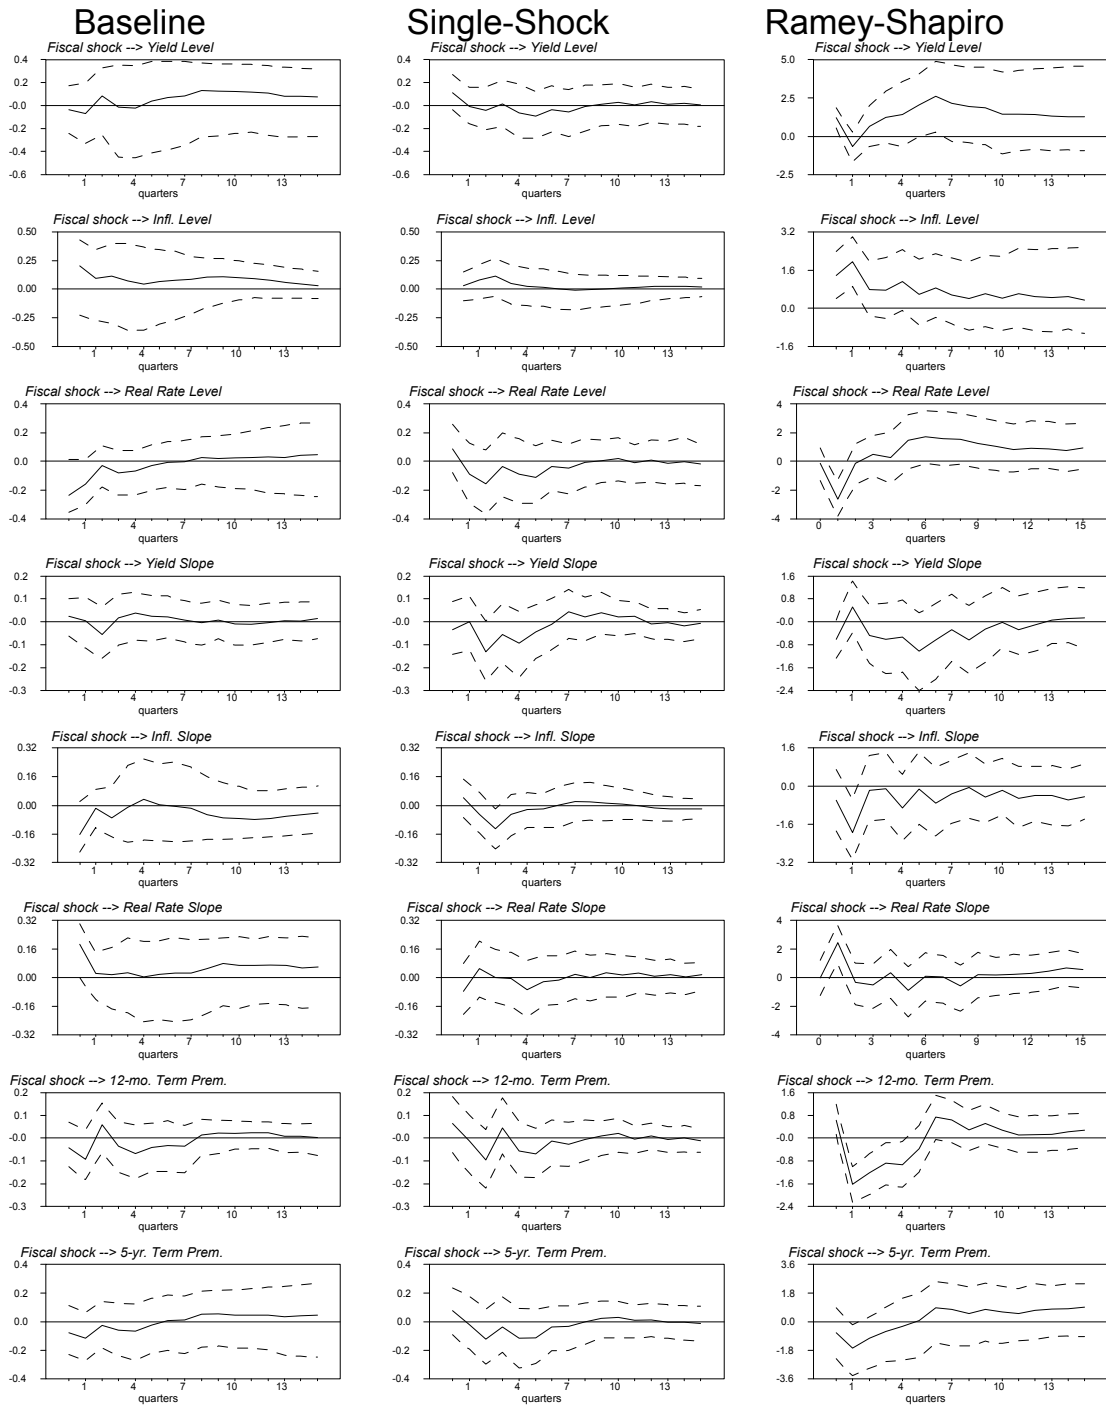 Baseline
Single-Shock
Ramey-Shapiro
Fiscal shock --> Yield Level
0.4
0.2
-0.0
-0.2
-0.4
-0.6
1 4 7 10 13
quarters
Fiscal shock --> Yield Level
0.4
0.2
-0.0
-0.2
-0.4
-0.6
1 4 7 10 13
quarters
Fiscal shock --> Yield Level
5.0
2.5
0.0
-2.5
1 4 7 10 13
quarters
Fiscal shock --> Infl. Level
0.50
0.25
0.00
-0.25
-0.50
1 4 7 10 13
quarters
Fiscal shock --> Infl. Level
0.50
0.25
0.00
-0.25
-0.50
1 4 7 10 13
quarters
Fiscal shock --> Infl. Level
3.2
1.6
0.0
-1.6
1 4 7 10 13
quarters
Fiscal shock --> Real Rate Level
0.4
0.2
0.0
-0.2
-0.4
1 4 7 10 13
quarters
Fiscal shock --> Real Rate Level
0.4
0.2
0.0
-0.2
-0.4
1 4 7 10 13
quarters
Fiscal shock --> Real Rate Level
4
2
0
-2
-4
0 3 6 9 12 15
quarters
Fiscal shock --> Yield Slope
0.2
0.1
-0.0
-0.1
-0.2
-0.3
1 4 7 10 13
quarters
Fiscal shock --> Yield Slope
0.2
0.1
-0.0
-0.1
-0.2
-0.3
1 4 7 10 13
quarters
Fiscal shock --> Yield Slope
1.6
0.8
-0.0
-0.8
-1.6
-2.4
1 4 7 10 13
quarters
Fiscal shock --> Infl. Slope
0.32
0.16
0.00
-0.16
-0.32
1 4 7 10 13
quarters
Fiscal shock --> Infl. Slope
0.32
0.16
0.00
-0.16
-0.32
1 4 7 10 13
quarters
Fiscal shock --> Infl. Slope
1.6
0.0
-1.6
-3.2
1 4 7 10 13
quarters
Fiscal shock --> Real Rate Slope
0.32
0.16
0.00
-0.16
-0.32
1 4 7 10 13
quarters
Fiscal shock --> Real Rate Slope
0.32
0.16
0.00
-0.16
-0.32
1 4 7 10 13
quarters
Fiscal shock --> Real Rate Slope
4
2
0
-2
-4
0 3 6 9 12 15
quarters
Fiscal shock --> 12-mo. Term Prem.
0.2
0.1
-0.0
-0.1
-0.2
-0.3
1 4 7 10 13
quarters
Fiscal shock --> 12-mo. Term Prem.
0.2
0.1
-0.0
-0.1
-0.2
-0.3
1 4 7 10 13
quarters
Fiscal shock --> 12-mo. Term Prem.
1.6
0.8
-0.0
-0.8
-1.6
-2.4
1 4 7 10 13
quarters
Fiscal shock --> 5-yr. Term Prem.
0.4
0.2
0.0
-0.2
-0.4
1 4 7 10 13
quarters
Fiscal shock --> 5-yr. Term Prem.
0.4
0.2
0.0
-0.2
-0.4
1 4 7 10 13
quarters
Fiscal shock --> 5-yr. Term Prem.
3.6
1.8
0.0
-1.8
-3.6
1 4 7 10 13
quarters